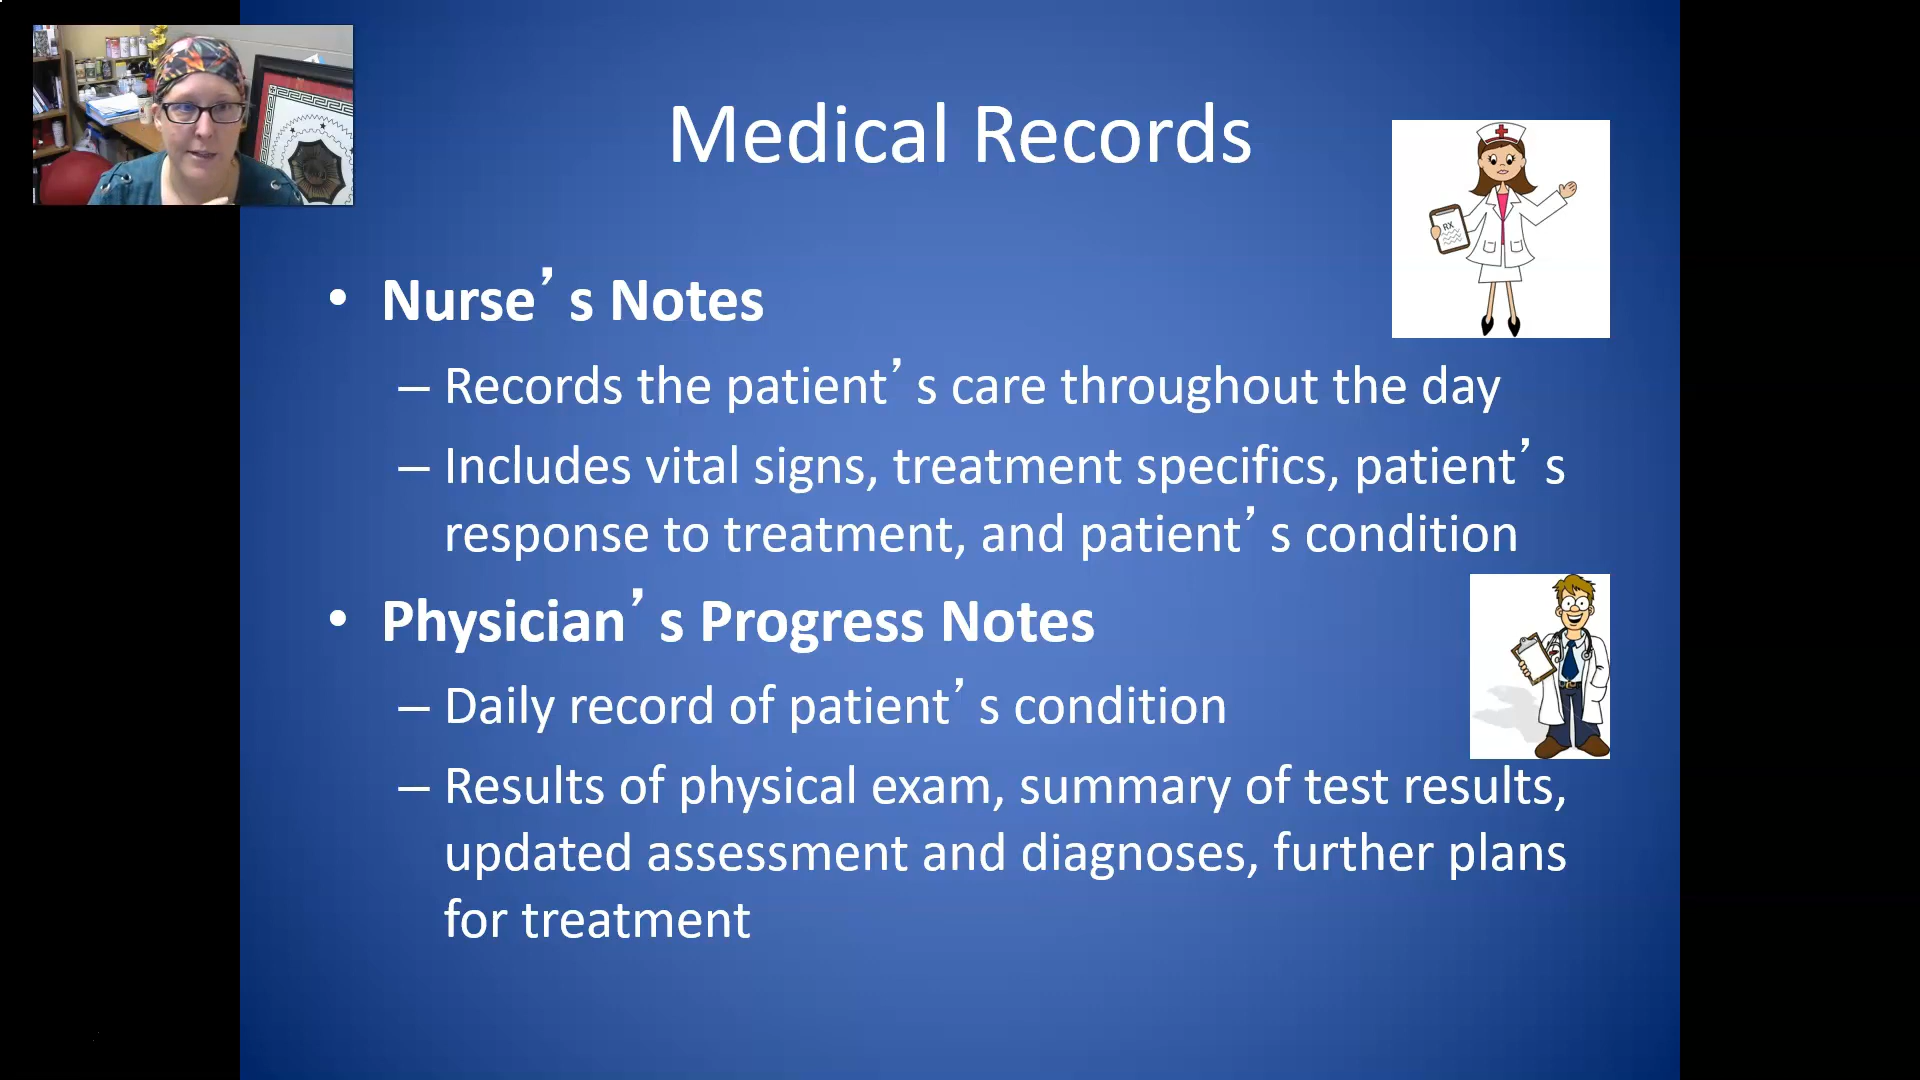 Medical Records
RX
• Nurse’s Notes
– Records the patient’s care throughout the day
– Includes vital signs, treatment specifics, patient’s
response to treatment, and patient’s condition
• Physician’s Progress Notes
– Daily record of patient’s condition
– Results of physical exam, summary of test results,
updated assessment and diagnoses, further plans
for treatment